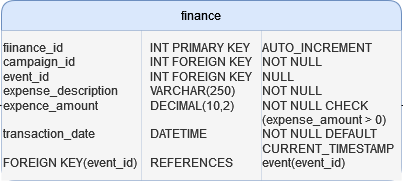 finance
fiinance_id INT PRIMARY KEY AUTO_INCREMENT
campaign_id INT FOREIGN KEY NOT NULL
event_id INT FOREIGN KEY NULL
expense_description VARCHAR(250) NOT NULL
expence_amount DECIMAL(10,2) NOT NULL CHECK
(expense_amount > 0)
transaction_date DATETIME NOT NULL DEFAULT
CURRENT_TIMESTAMP
FOREIGN KEY(event_id) REFERENCES event(event_id)